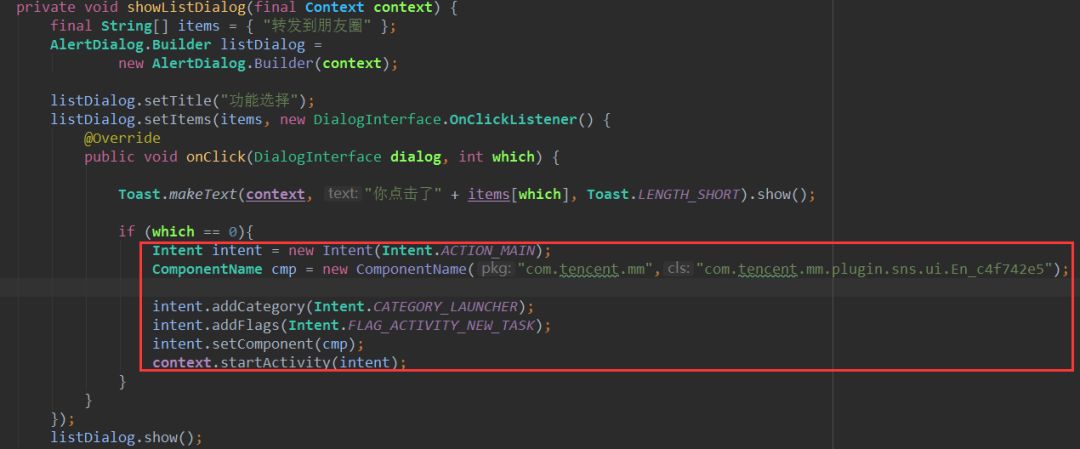 private void showListDialog(final Context context) {
final String[] items = { "转发到朋友圈" };
AlertDialog.Builder listDialog =
new AlertDialog.Builder(context);
listDialog.setTitle("功能选择");
listDialog.setItems(items, new DialogInterface.OnClickListener() {
@Override
public void onClick(DialogInterface dialog, int which) {
Toast.makeText(context, text: "你点击了" + items[which], Toast.LENGTH_SHORT).show();
if (which == 0){
Intent intent = new Intent(Intent.ACTION_MAIN);
ComponentName cmp = new ComponentName( pkg: "com.tencent.mm", cls: "com.tencent.mm.plugin.sns.ui.En_c4f742e5");
intent.addCategory(Intent.CATEGORY_LAUNCHER);
intent.addFlags(Intent.FLAG_ACTIVITY_NEW_TASK);
intent.setComponent(cmp);
context.startActivity(intent);
}
}
});
listDialog.show();